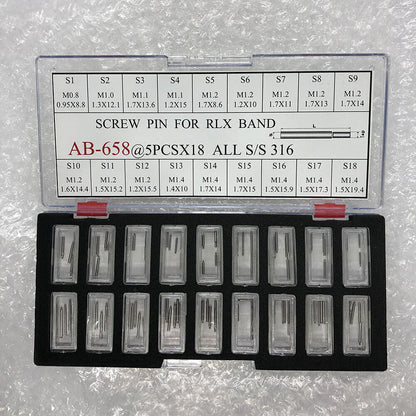 S1 S2 S3 S4 S5 S6 S7 S8 S9
M0.8 M1.0 M1.1 M1.1 M1.2 M1.2 M1.2 M1.2 M1.2
0.95X8.8 1.3X12.1 1.7X13.6 1.2X15 1.7X8.6 1.2X10 1.7X11 1.7X13 1.7X14
SCREW PIN FOR RLX BAND
L
AB-658@5PCSX18 ALL S/S 316
S10 S11 S12 S13 S14 S15 S16 S17 S18
M1.2 M1.2 M1.2 M1.4 M1.4 M1.4 M1.4 M1.4 M1.4
1.6X14.4 1.5X15.2 1.2X15.5 1.4X10 1.7X14 1.7X15 1.5X15.9 1.5X17.3 1.5X19.4